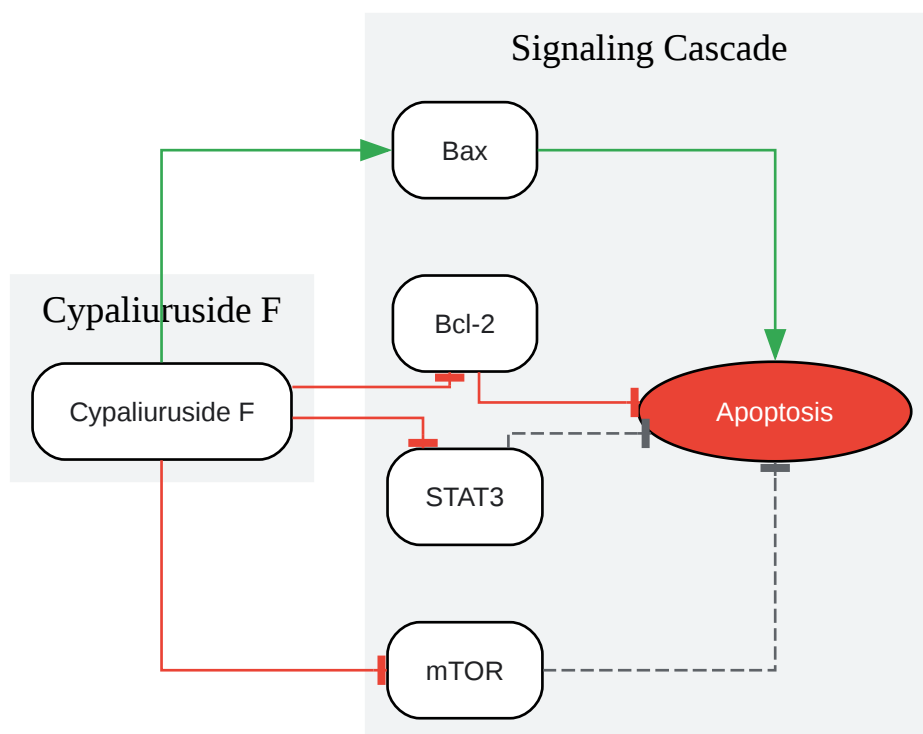 Signaling Cascade
Bax
Cypaliuruside F
Bcl-2
Cypaliuruside F
Apoptosis
STAT3
mTOR